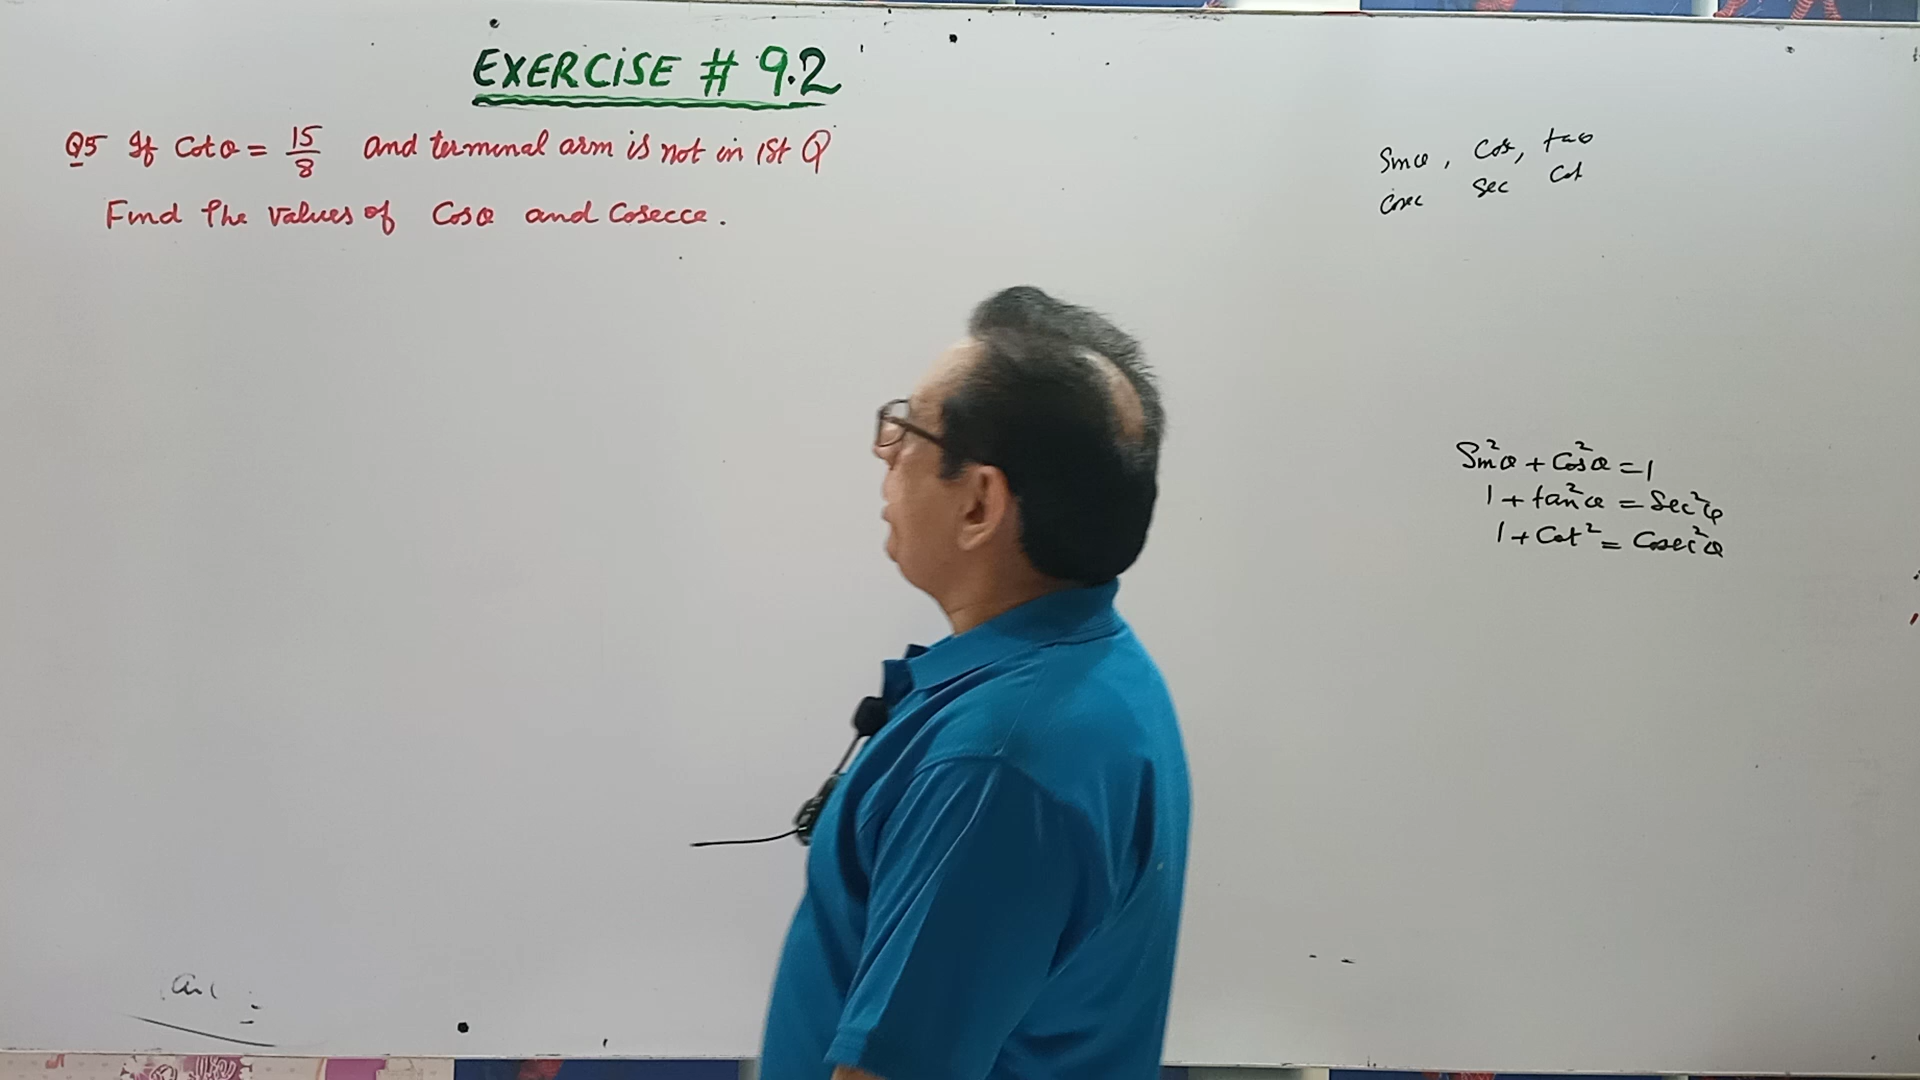 EXERCISE # 9.2
Q5 If Cotθ = 15/8 and terminal arm is not in 1st Q
Find The values of Cosθ and Cosecθ.
Sinθ, Cos, tan
Cosec Sec Cot
Sin²θ + Cos²θ = 1
1 + tan²θ = Sec²θ
1 + Cot² = Cosec²θ